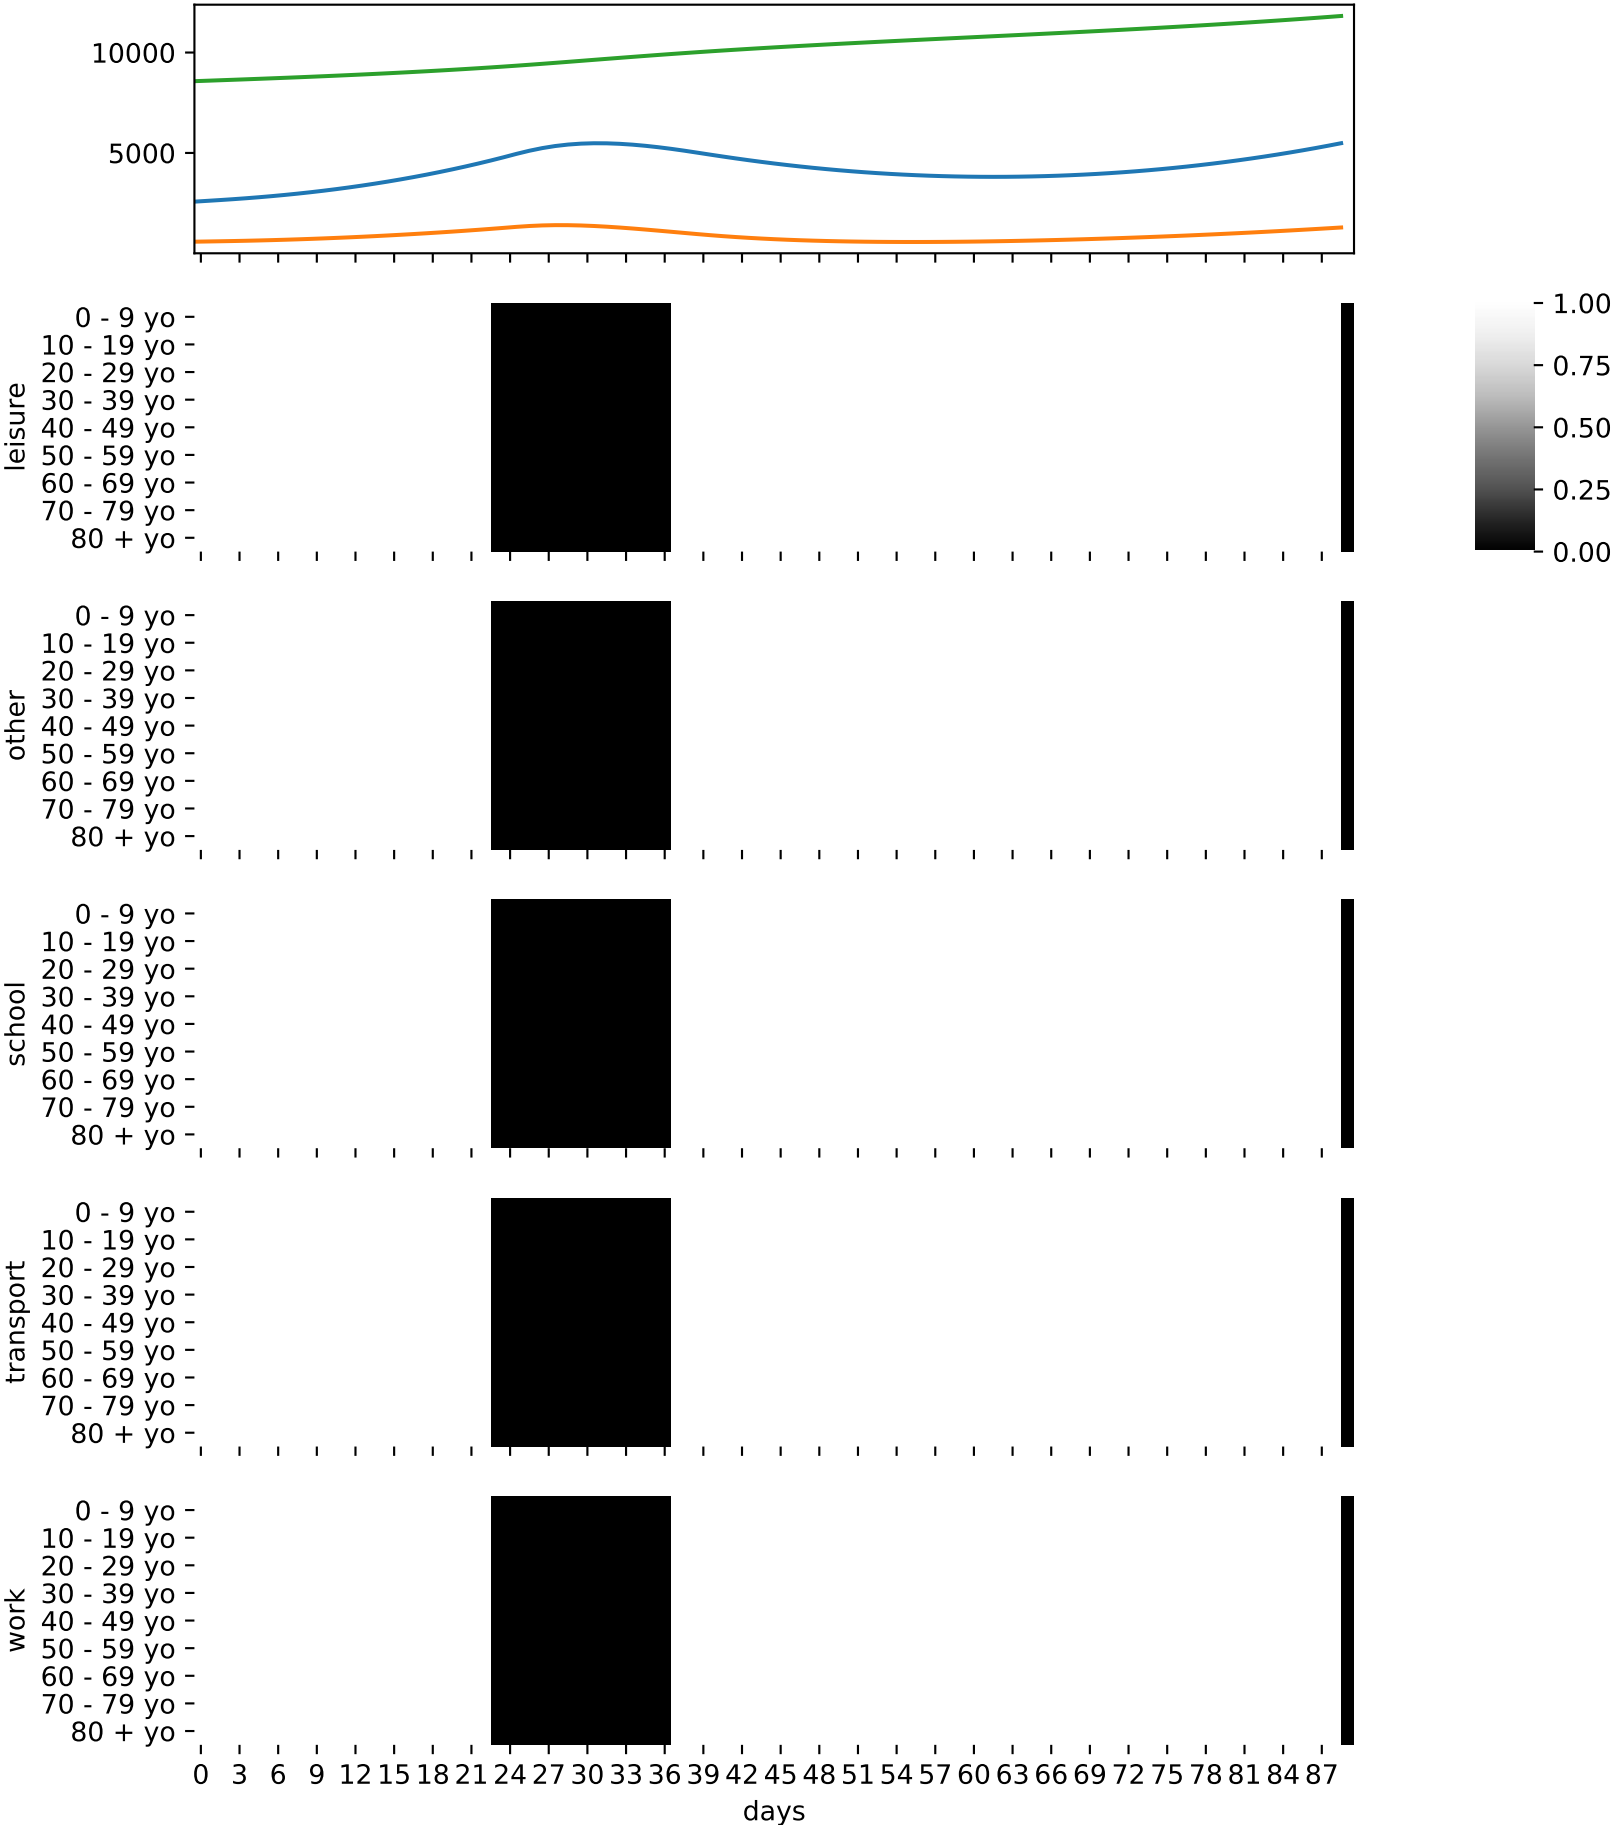 10000
5000
leisure
0 - 9 yo
10 - 19 yo
20 - 29 yo
30 - 39 yo
40 - 49 yo
50 - 59 yo
60 - 69 yo
70 - 79 yo
80 + yo
1.00
0.75
0.50
0.25
0.00
other
0 - 9 yo
10 - 19 yo
20 - 29 yo
30 - 39 yo
40 - 49 yo
50 - 59 yo
60 - 69 yo
70 - 79 yo
80 + yo
school
0 - 9 yo
10 - 19 yo
20 - 29 yo
30 - 39 yo
40 - 49 yo
50 - 59 yo
60 - 69 yo
70 - 79 yo
80 + yo
transport
0 - 9 yo
10 - 19 yo
20 - 29 yo
30 - 39 yo
40 - 49 yo
50 - 59 yo
60 - 69 yo
70 - 79 yo
80 + yo
work
0 - 9 yo
10 - 19 yo
20 - 29 yo
30 - 39 yo
40 - 49 yo
50 - 59 yo
60 - 69 yo
70 - 79 yo
80 + yo
0 3 6 9 12 15 18 21 24 27 30 33 36 39 42 45 48 51 54 57 60 63 66 69 72 75 78 81 84 87
days